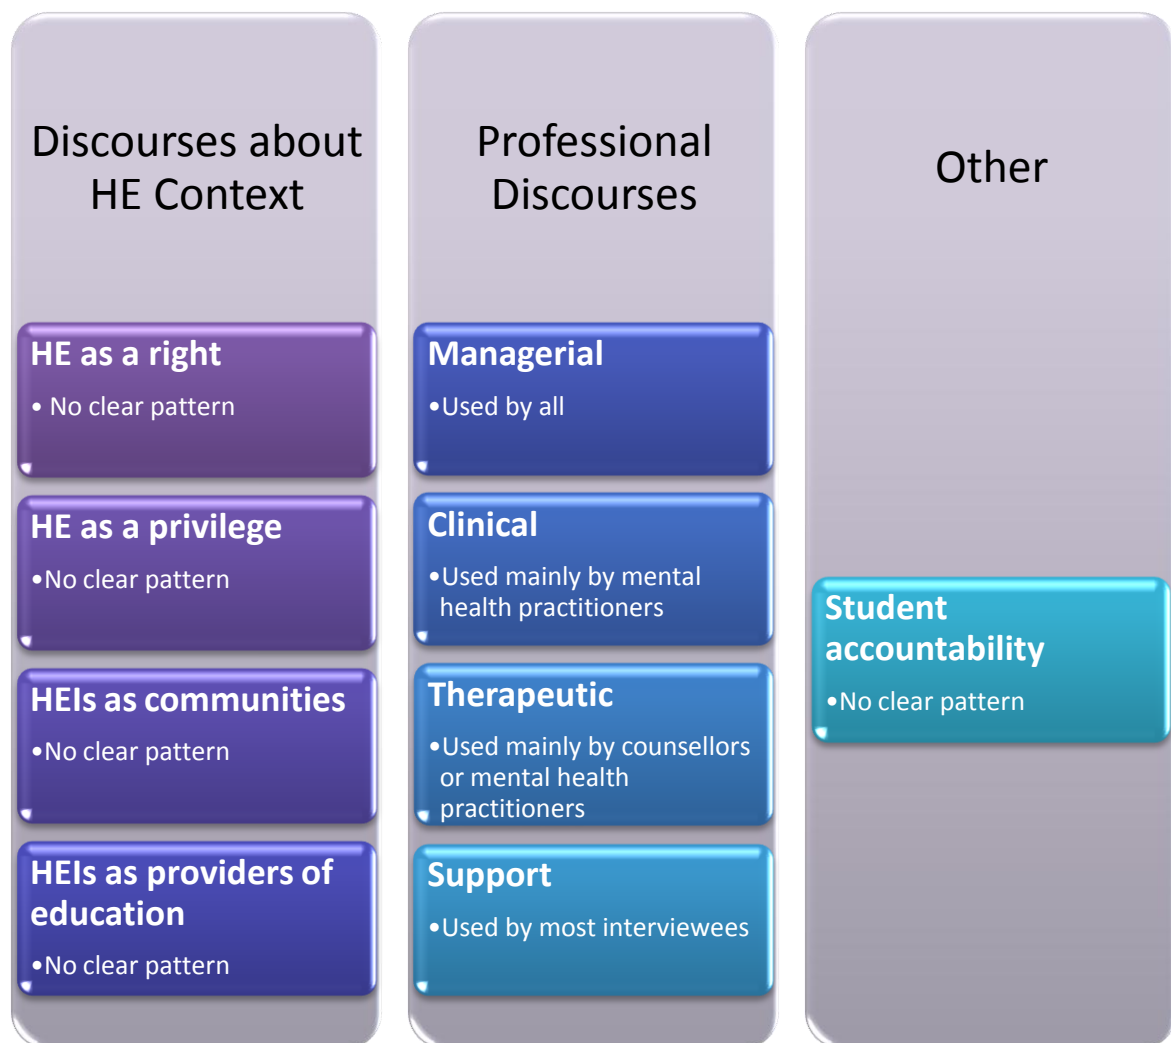 Discourses about
HE Context
HE as a right
• No clear pattern
HE as a privilege
•No clear pattern
HEIs as communities
•No clear pattern
HEIs as providers of
education
•No clear pattern
Professional
Discourses
Managerial
•Used by all
Clinical
•Used mainly by mental
health practitioners
Therapeutic
•Used mainly by counsellors
or mental health
practitioners
Support
•Used by most interviewees
Other
Student
accountability
•No clear pattern